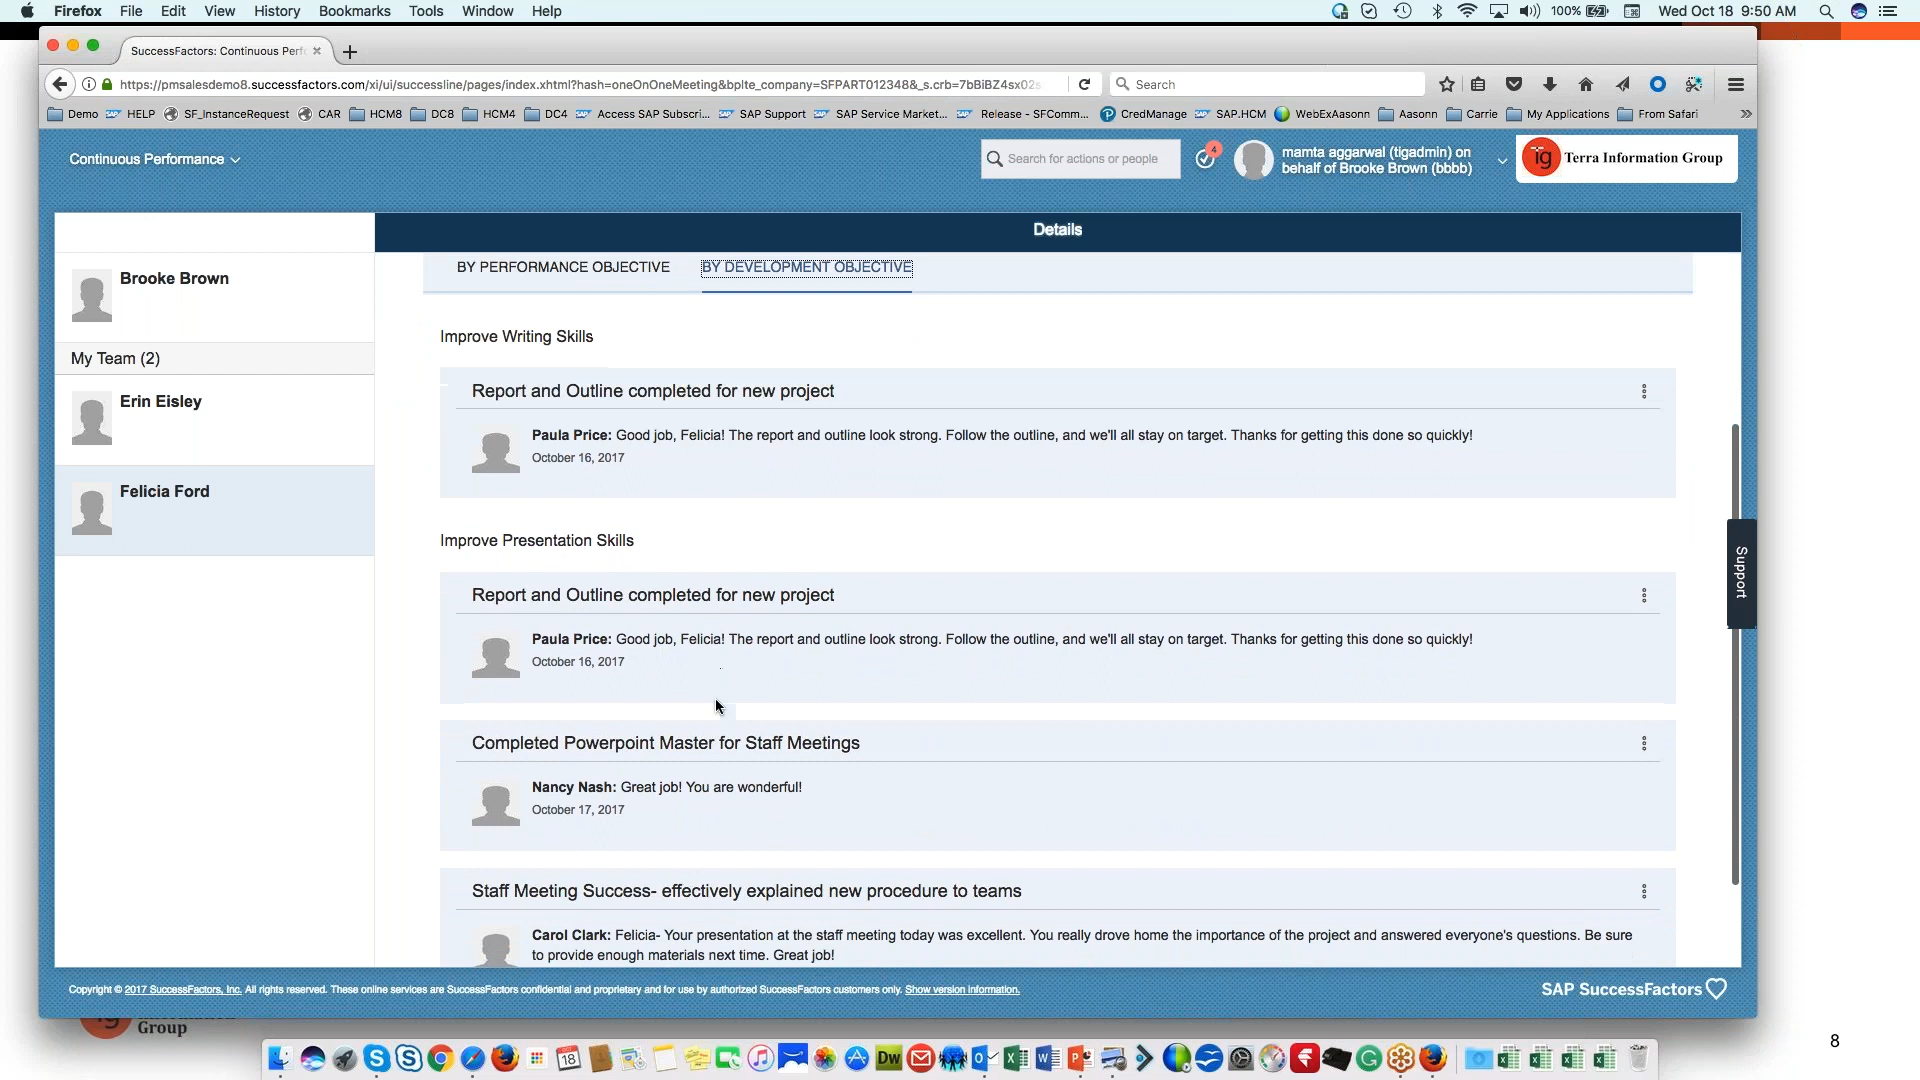 Firefox File Edit View History Bookmarks Tools Window Help 100% Wed Oct 18 9:50 AM
SuccessFactors: Continuous Perf
https://pmsalesdemo8.successfactors.com/xi/ui/successline/pages/index.xhtml?hash=oneOnOneMeeting&bplte_company=SFPART012348&_s.crb=7bBiBZ4sx02s Search
Demo HELP SF_InstanceRequest CAR HCM8 DC8 HCM4 DC4 Access SAP Subscri... SAP Support SAP Service Market... Release - SFComm... CredManage SAP.HCM WebExAasonn Aasonn Carrie My Applications From Safari
Continuous Performance
Search for actions or people
4
mamta aggarwal (tigadmin) on
behalf of Brooke Brown (bbbb)
tig Terra Information Group
Details
Brooke Brown
My Team (2)
Erin Eisley
Felicia Ford
BY PERFORMANCE OBJECTIVE BY DEVELOPMENT OBJECTIVE
Improve Writing Skills
Report and Outline completed for new project
Paula Price: Good job, Felicia! The report and outline look strong. Follow the outline, and we'll all stay on target. Thanks for getting this done so quickly!
October 16, 2017
Improve Presentation Skills
Report and Outline completed for new project
Paula Price: Good job, Felicia! The report and outline look strong. Follow the outline, and we'll all stay on target. Thanks for getting this done so quickly!
October 16, 2017
Completed Powerpoint Master for Staff Meetings
Nancy Nash: Great job! You are wonderful!
October 17, 2017
Staff Meeting Success- effectively explained new procedure to teams
Carol Clark: Felicia- Your presentation at the staff meeting today was excellent. You really drove home the importance of the project and answered everyone's questions. Be sure
to provide enough materials next time. Great job!
Support
Copyright © 2017 SuccessFactors, Inc. All rights reserved. These online services are SuccessFactors confidential and proprietary and for use by authorized SuccessFactors customers only. Show version information.
SAP SuccessFactors
Group
8
18
Dw